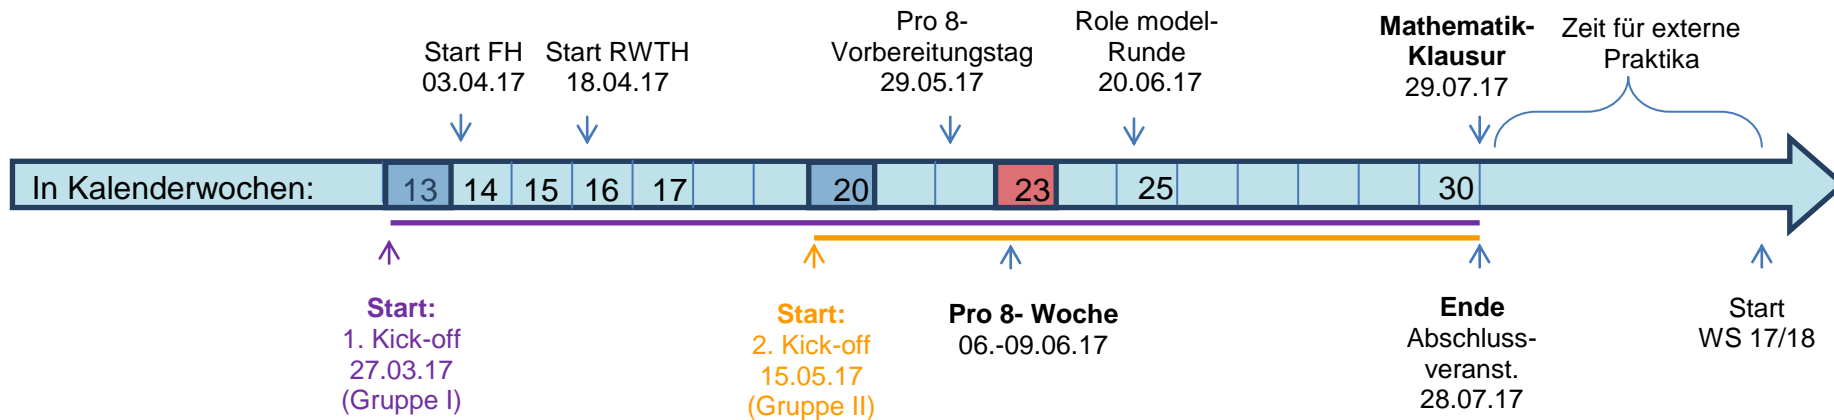 Start FH
03.04.17
Start RWTH
18.04.17
Pro 8-
Vorbereitungstag
29.05.17
Role model-
Runde
20.06.17
Mathematik-
Klausur
29.07.17
Zeit für externe
Praktika
In Kalenderwochen: 13 14 15 16 17 20 23 25 30
Start:
1. Kick-off
27.03.17
(Gruppe I)
Start:
2. Kick-off
15.05.17
(Gruppe II)
Pro 8- Woche
06.-09.06.17
Ende
Abschluss-
veranst.
28.07.17
Start
WS 17/18